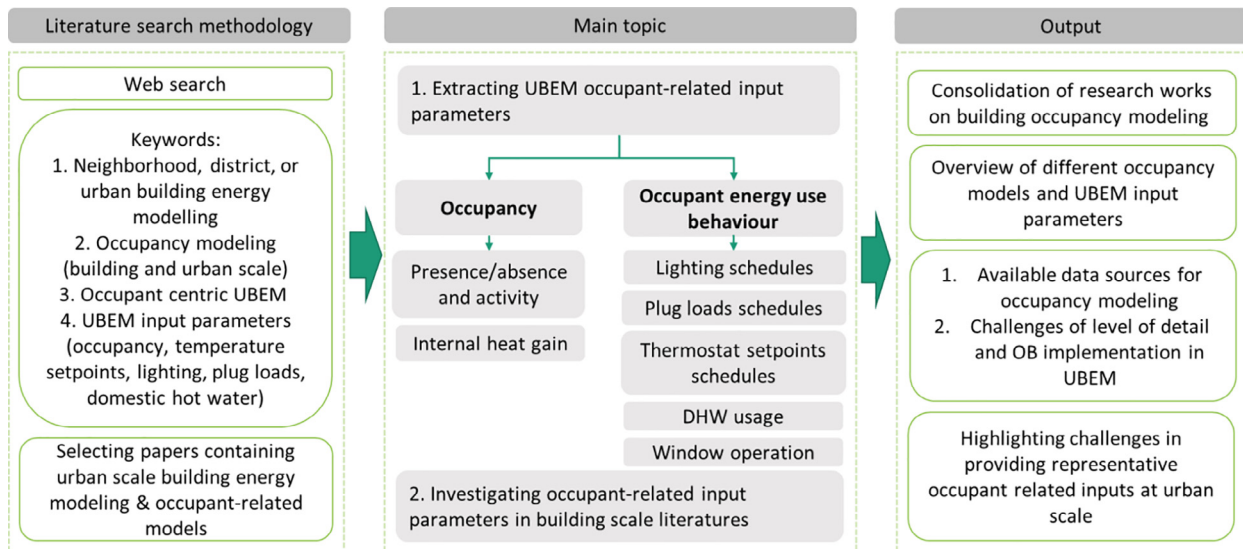 Literature search methodology
Web search
Keywords:
1. Neighborhood, district, or
urban building energy
modelling
2. Occupancy modeling
(building and urban scale)
3. Occupant centric UBEM
4. UBEM input parameters
(occupancy, temperature
setpoints, lighting, plug loads,
domestic hot water)
Selecting papers containing
urban scale building energy
modeling & occupant-related
models
Main topic
1. Extracting UBEM occupant-related input
parameters
Occupancy
Presence/absence
and activity
Internal heat gain
Occupant energy use
behaviour
Lighting schedules
Plug loads schedules
Thermostat setpoints
schedules
DHW usage
Window operation
2. Investigating occupant-related input
parameters in building scale literatures
Output
Consolidation of research works
on building occupancy modeling
Overview of different occupancy
models and UBEM input
parameters
1. Available data sources for
occupancy modeling
2. Challenges of level of detail
and OB implementation in
UBEM
Highlighting challenges in
providing representative
occupant related inputs at urban
scale